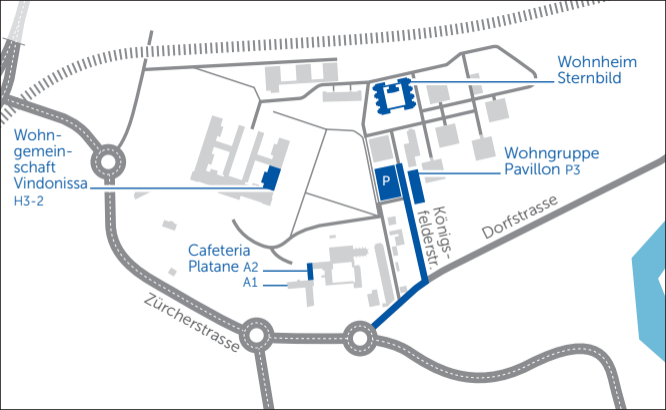 Wohnheim
Sternbild
Wohn-
gemein-
schaft
Vindonissa
H3-2
Wohngruppe
Pavillon P3
P
Königs-
felderstr.
Dorfstrasse
Cafeteria
Platane A2
A1
Zürcherstrasse